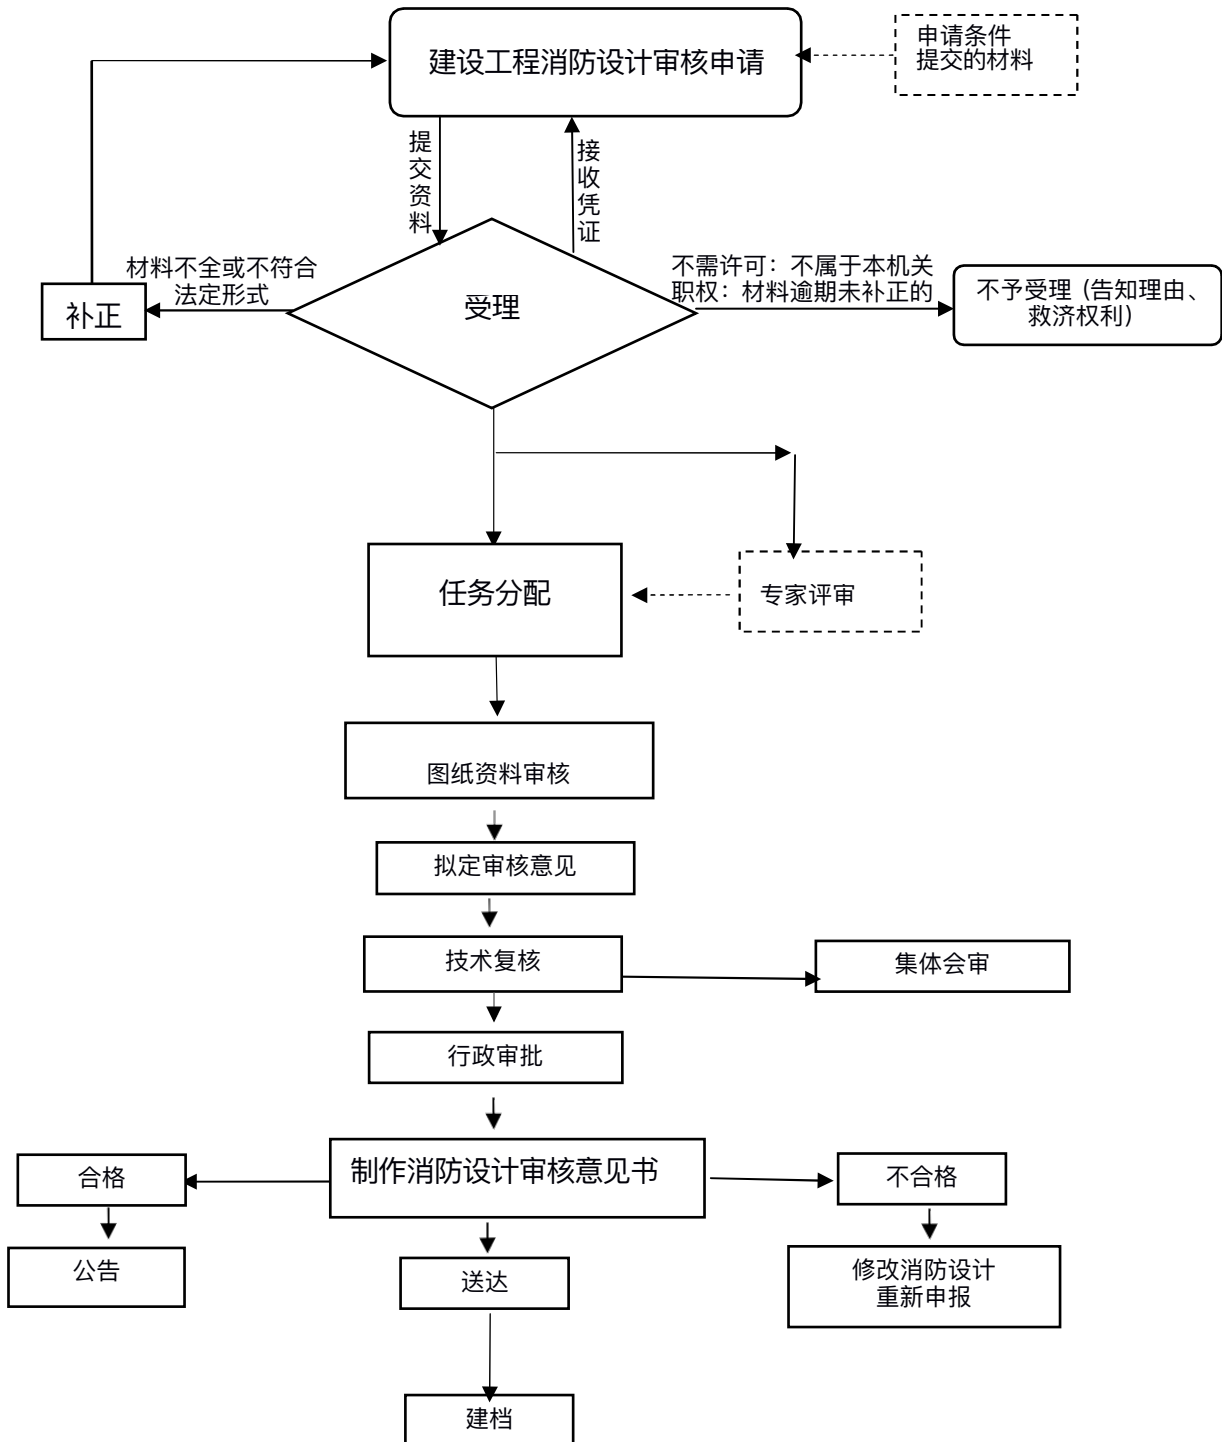 建设工程消防设计审核申请
申请条件
提交的材料
提交资料
接收凭证
材料不全或不符合
法定形式
不需许可：不属于本机关
职权：材料逾期未补正的
补正
受理
不予受理 (告知理由、
救济权利)
任务分配
专家评审
图纸资料审核
拟定审核意见
技术复核
集体会审
行政审批
制作消防设计审核意见书
合格
不合格
公告
送达
修改消防设计
重新申报
建档